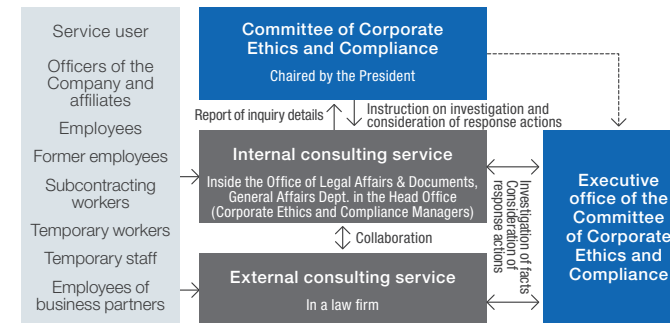 Service user
Officers of the
Company and
affiliates
Employees
Former employees
Subcontracting
workers
Temporary workers
Temporary staff
Employees of
business partners
Committee of Corporate
Ethics and Compliance
Chaired by the President
Report of inquiry details
Instruction on investigation and
consideration of response actions
Internal consulting service
Inside the Office of Legal Affairs & Documents,
General Affairs Dept. in the Head Office
(Corporate Ethics and Compliance Managers)
Collaboration
External consulting service
In a law firm
Investigation of facts
Consideration of
response actions
Executive
office of the
Committee
of Corporate
Ethics and
Compliance